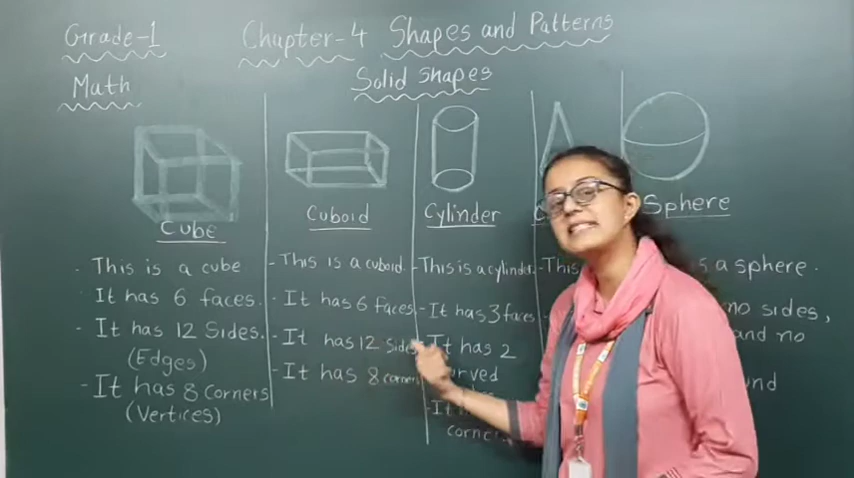 Grade-1
Chapter-4 Shapes and Patterns
Math
Solid shapes
Cube
- This is a cube
It has 6 faces.
- It has 12 Sides.
(Edges)
- It has 8 corners
(Vertices)
Cuboid
- This is a cuboid.
- It has 6 faces
- It has 12 sides
- It has 8 corners
Cylinder
- This is a cylinder.
- It has 3 faces
- It has 2
corne
- This
Sphere
a sphere.
no sides,
and no